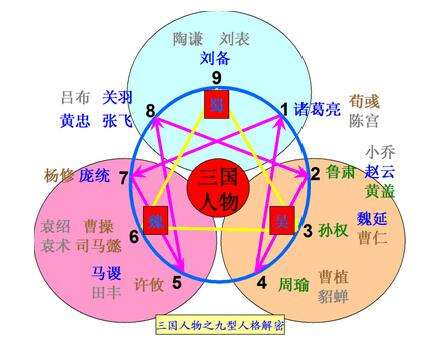 陶谦 刘表
刘备
9
吕布 关羽
8
蜀
1
诸葛亮
荀彧
陈宫
黄忠 张飞
小乔
杨修
庞统
7
三国
人物
2
鲁肃
赵云
黄盖
袁绍 曹操
袁术 司马懿
6
魏
吴
3
孙权
魏延
曹仁
马谡
田丰
5
许攸
4
周瑜
曹植
貂蝉
三国人物之九型人格解密